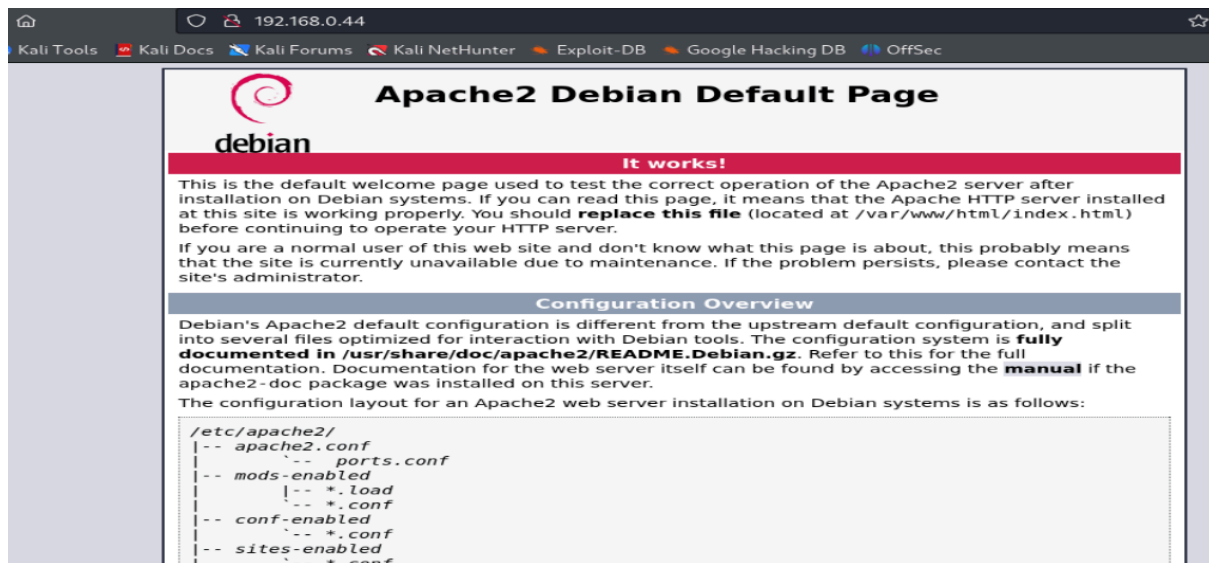 192.168.0.44
Kali Tools Kali Docs Kali Forums Kali NetHunter Exploit-DB Google Hacking DB OffSec
debian
Apache2 Debian Default Page
It works!
This is the default welcome page used to test the correct operation of the Apache2 server after
installation on Debian systems. If you can read this page, it means that the Apache HTTP server installed
at this site is working properly. You should replace this file (located at /var/www/html/index.html)
before continuing to operate your HTTP server.
If you are a normal user of this web site and don't know what this page is about, this probably means
that the site is currently unavailable due to maintenance. If the problem persists, please contact the
site's administrator.
Configuration Overview
Debian's Apache2 default configuration is different from the upstream default configuration, and split
into several files optimized for interaction with Debian tools. The configuration system is fully
documented in /usr/share/doc/apache2/README.Debian.gz. Refer to this for the full
documentation. Documentation for the web server itself can be found by accessing the manual if the
apache2-doc package was installed on this server.
The configuration layout for an Apache2 web server installation on Debian systems is as follows:
/etc/apache2/
|-- apache2.conf
|       `--  ports.conf
|-- mods-enabled
|       |-- *.load
|       `-- *.conf
|-- conf-enabled
|       `-- *.conf
|-- sites-enabled
|       `-- *.conf